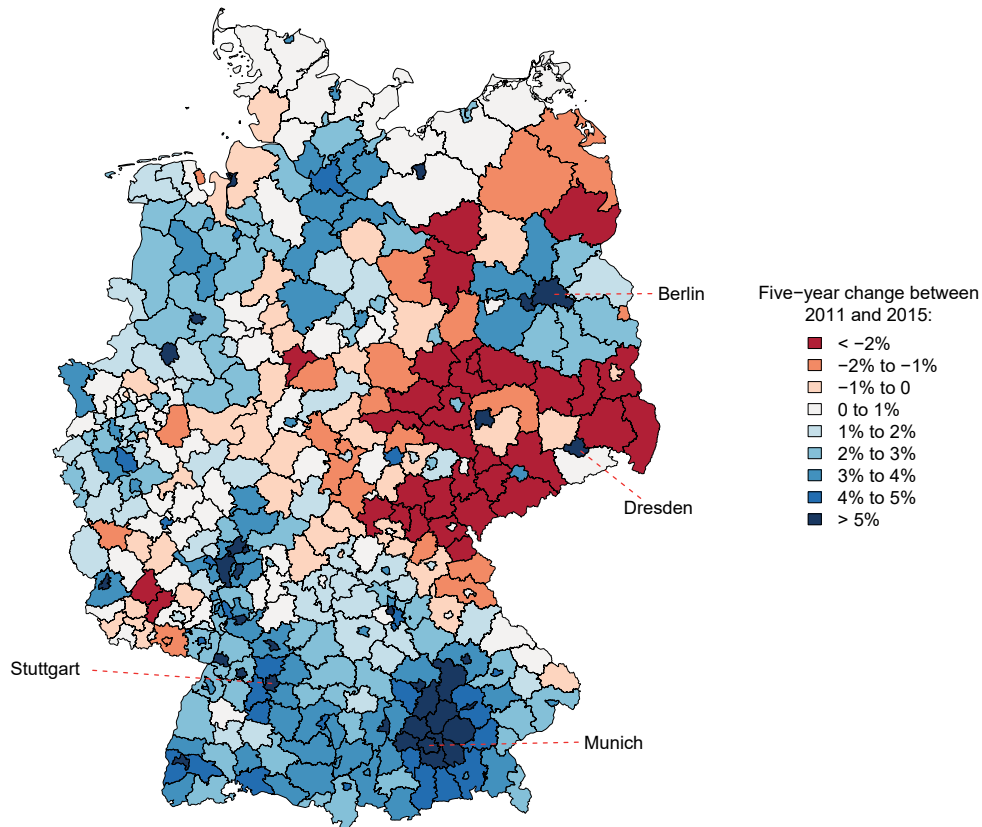 Berlin
Five−year change between
2011 and 2015:
< −2%
−2% to −1%
−1% to 0
0 to 1%
1% to 2%
2% to 3%
3% to 4%
4% to 5%
> 5%
Dresden
Stuttgart
Munich